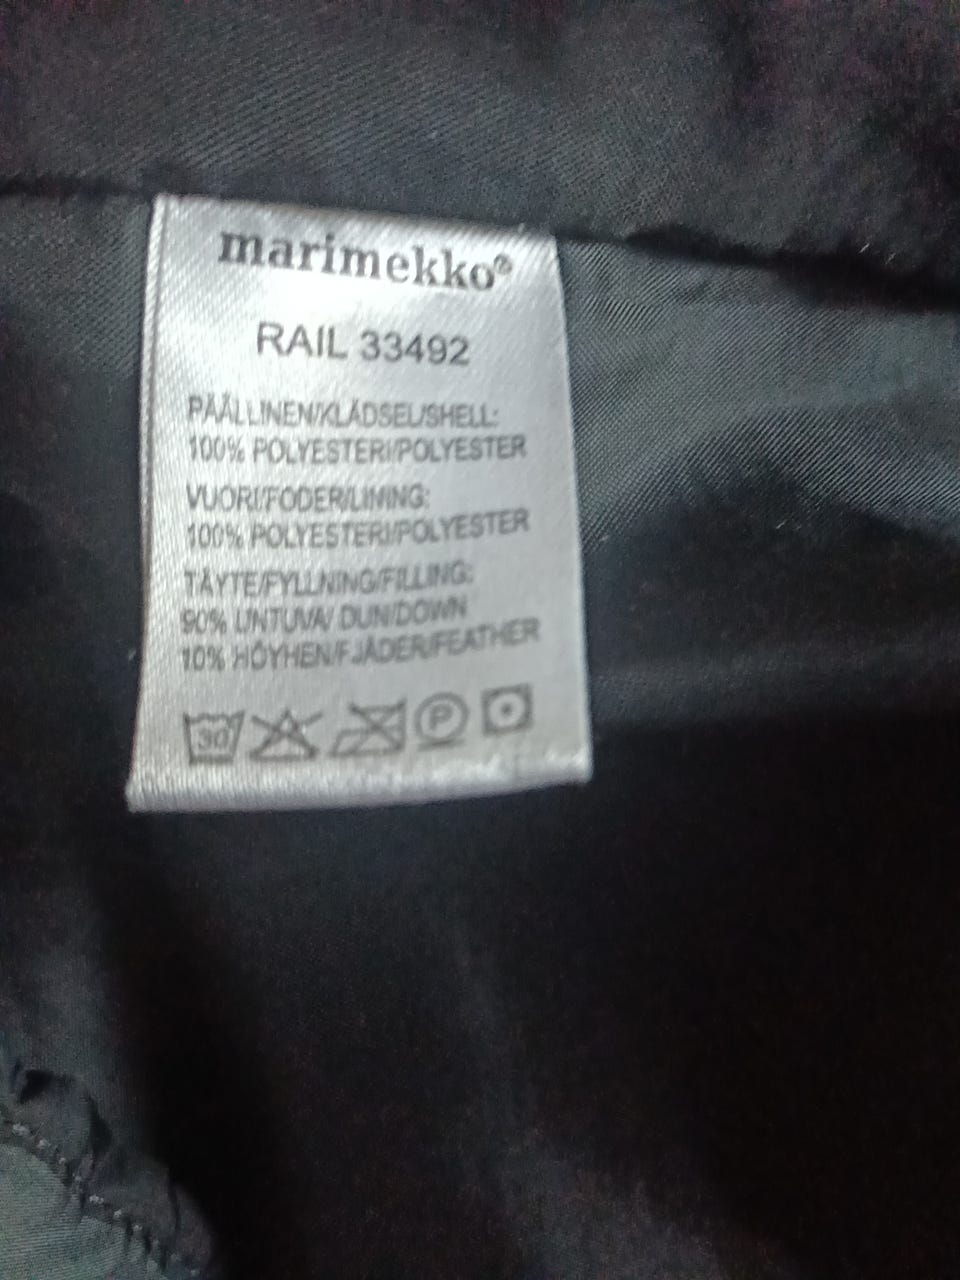 marimekko®
RAIL 33492
PÄÄLLINEN/KLÄDSEL/SHELL:
100% POLYESTERI/POLYESTER
VUORI/FODER/LINING:
100% POLYESTERI/POLYESTER
TÄYTE/FYLLNING/FILLING:
90% UNTUVA/ DUN/DOWN
10% HÖYHEN/FJÄDER/FEATHER
30 P